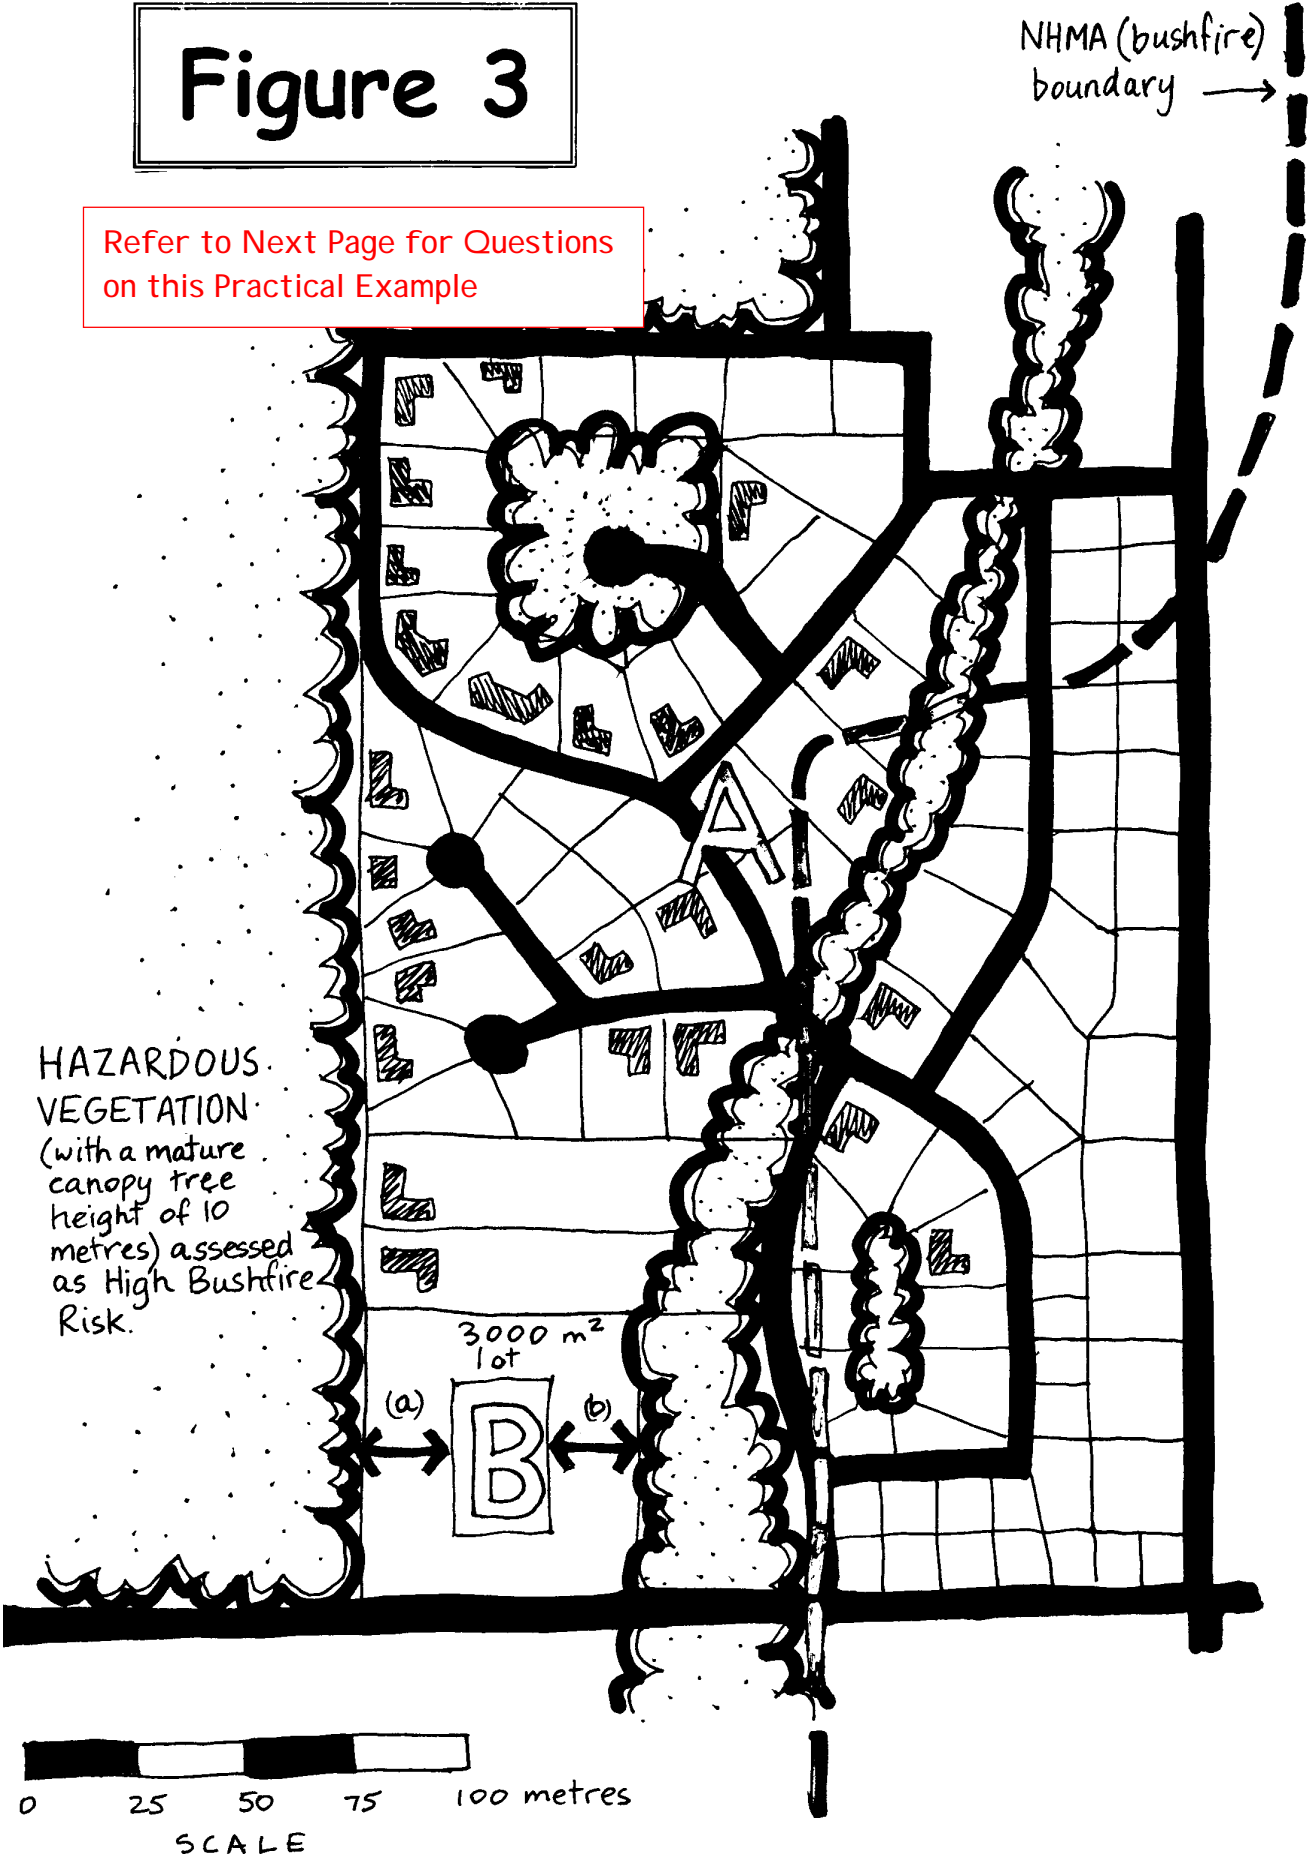 Figure 3
NHMA (bushfire)
boundary
Refer to Next Page for Questions
on this Practical Example
A
HAZARDOUS
VEGETATION
(with a mature
canopy tree
height of 10
metres) assessed
as High Bushfire
Risk.
3000 m²
lot
(a)
(b)
B
0 25 50 75 100 metres
SCALE